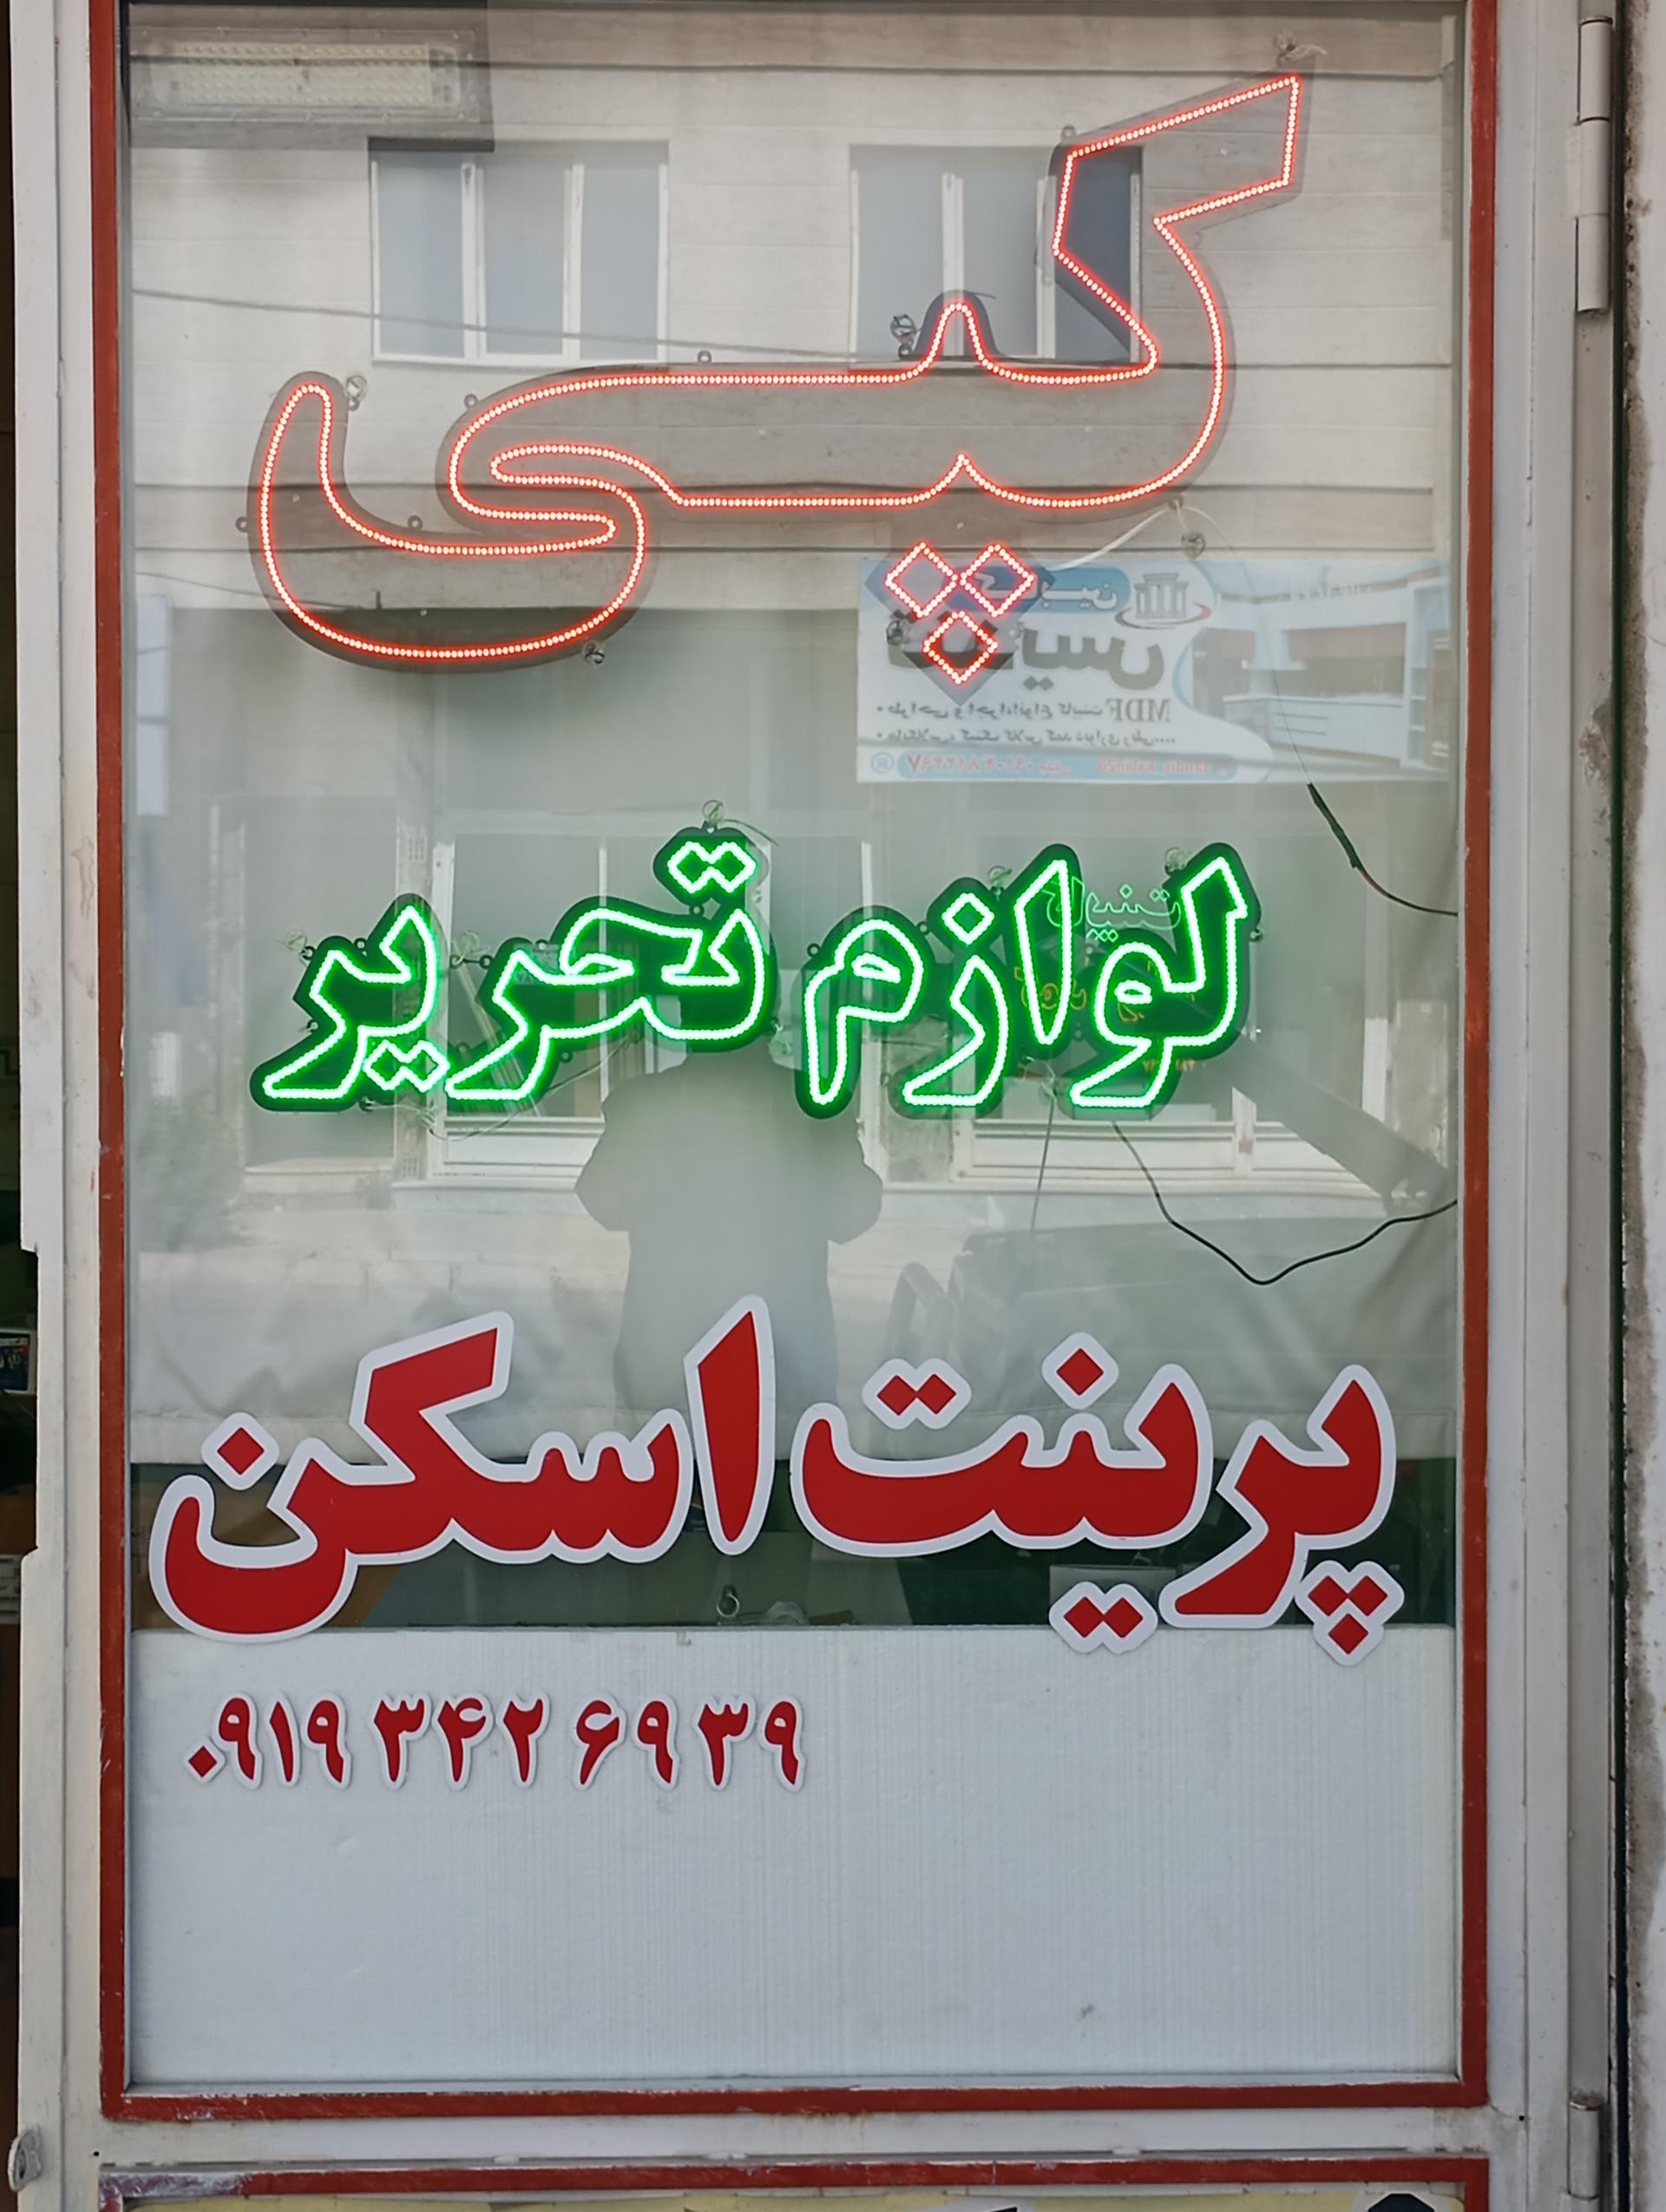 کپی
لوازم تحریر
پرینت اسکن
۰۹۱۹ ۳۴۲ ۶۹ ۳۹